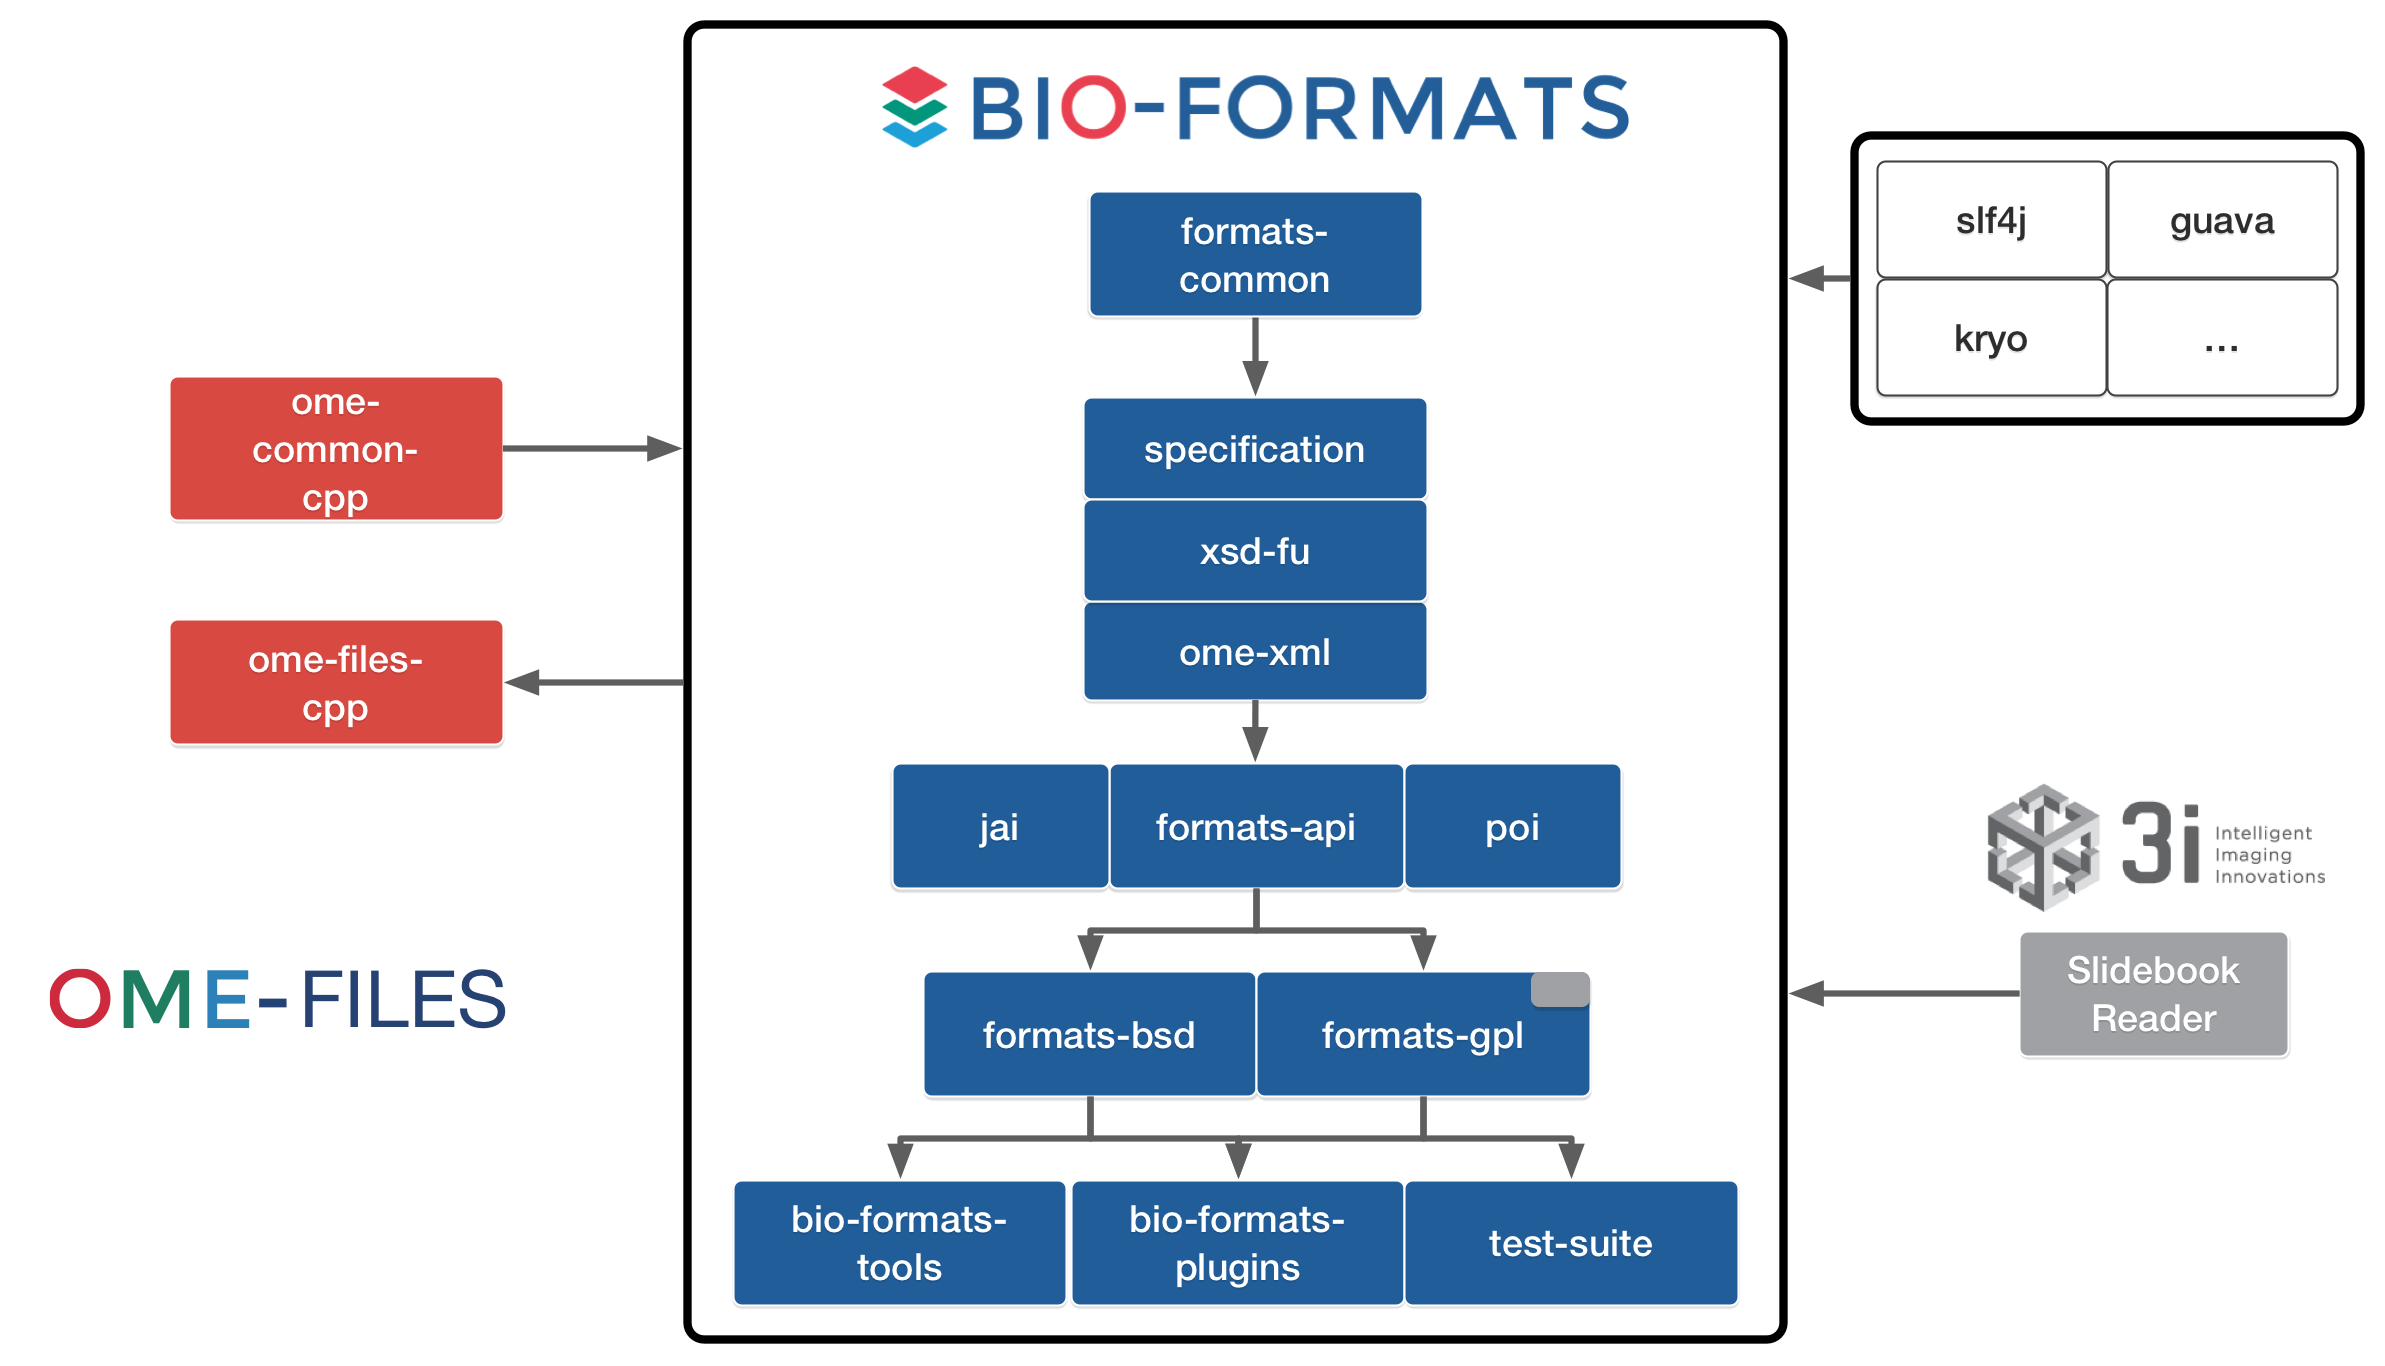 BIO-FORMATS
formats-
common
specification
xsd-fu
ome-xml
jai
formats-api
poi
formats-bsd
formats-gpl
bio-formats-
tools
bio-formats-
plugins
test-suite
ome-
common-
cpp
ome-files-
cpp
OME-FILES
slf4j
guava
kryo
...
3i
Intelligent
Imaging
Innovations
Slidebook
Reader